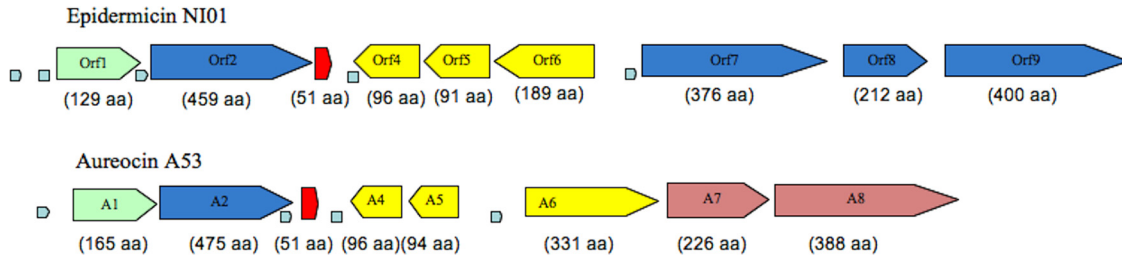 Epidermicin NI01
Orf1 Orf2 Orf4 Orf5 Orf6 Orf7 Orf8 Orf9
(129 aa) (459 aa) (51 aa) (96 aa) (91 aa) (189 aa) (376 aa) (212 aa) (400 aa)
Aureocin A53
A1 A2 A4 A5 A6 A7 A8
(165 aa) (475 aa) (51 aa) (96 aa)(94 aa) (331 aa) (226 aa) (388 aa)